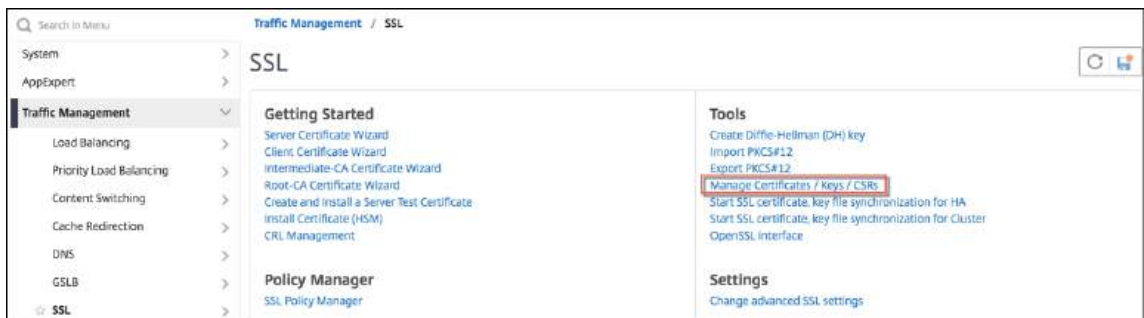 Search in Menu
System
AppExpert
Traffic Management
Load Balancing
Priority Load Balancing
Content Switching
Cache Redirection
DNS
GSLB
SSL
Traffic Management / SSL
SSL
Getting Started
Server Certificate Wizard
Client Certificate Wizard
Intermediate-CA Certificate Wizard
Root-CA Certificate Wizard
Create and Install a Server Test Certificate
Install Certificate (HSM)
CRL Management
Policy Manager
SSL Policy Manager
Tools
Create Diffie-Hellman (DH) key
Import PKCS#12
Export PKCS#12
Manage Certificates / Keys / CSRs
Start SSL certificate, key file synchronization for HA
Start SSL certificate, key file synchronization for Cluster
OpenSSL interface
Settings
Change advanced SSL settings